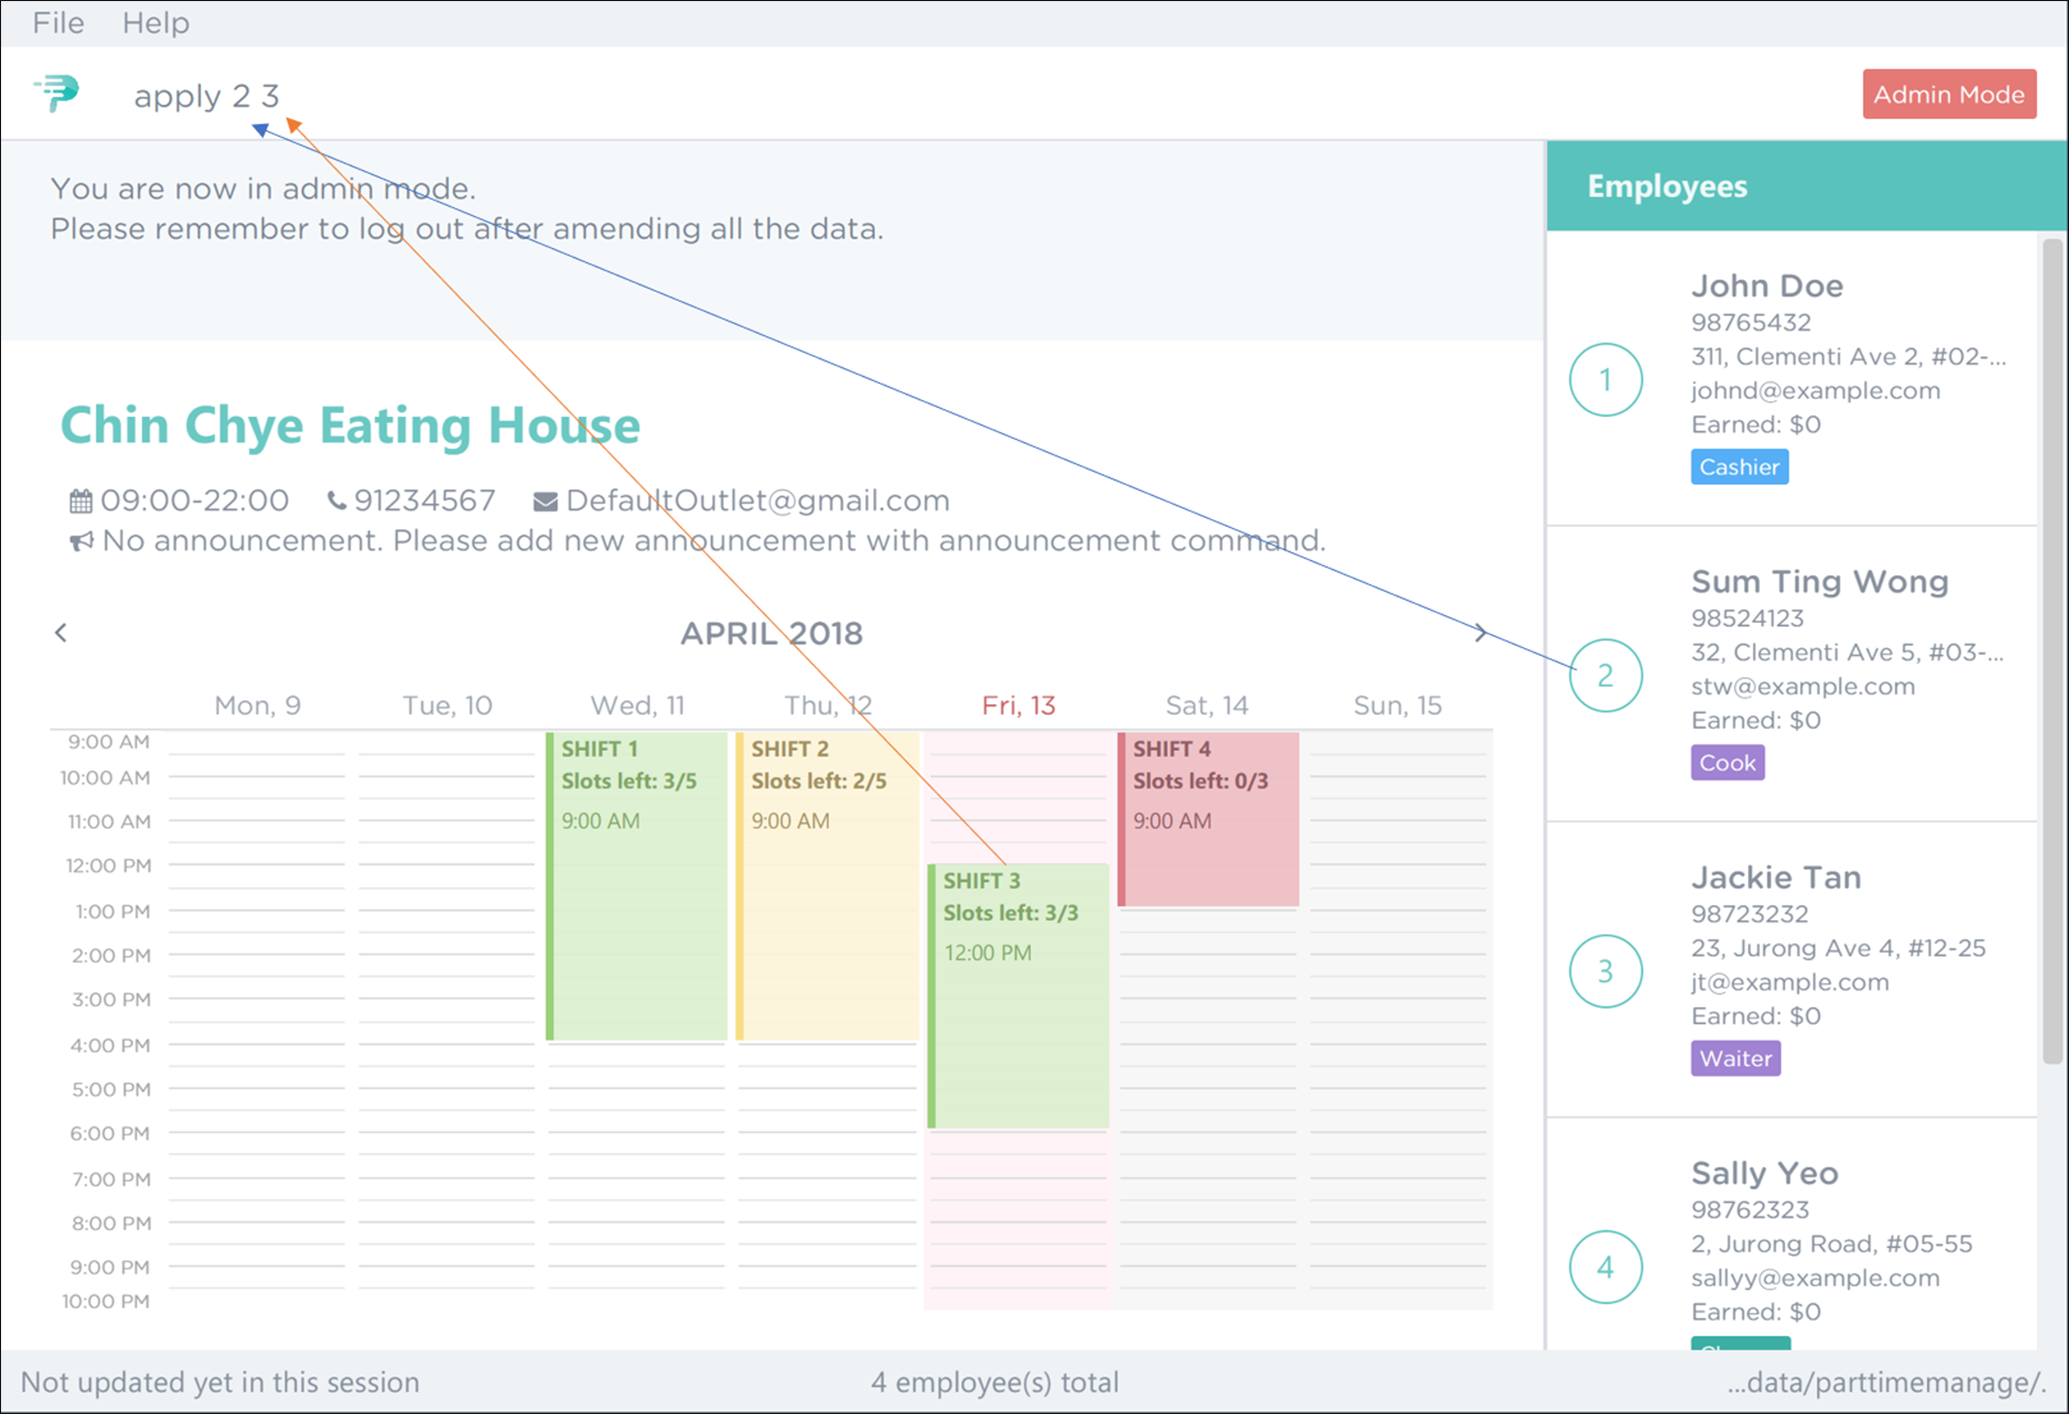 File Help
apply 2 3
Admin Mode
You are now in admin mode.
Please remember to log out after amending all the data.
Chin Chye Eating House
09:00-22:00 91234567 DefaultOutlet@gmail.com
No announcement. Please add new announcement with announcement command.
APRIL 2018
Mon, 9 Tue, 10 Wed, 11 Thu, 12 Fri, 13 Sat, 14 Sun, 15
9:00 AM
10:00 AM
11:00 AM
12:00 PM
1:00 PM
2:00 PM
3:00 PM
4:00 PM
5:00 PM
6:00 PM
7:00 PM
8:00 PM
9:00 PM
10:00 PM
SHIFT 1
Slots left: 3/5
9:00 AM
SHIFT 2
Slots left: 2/5
9:00 AM
SHIFT 3
Slots left: 3/3
12:00 PM
SHIFT 4
Slots left: 0/3
9:00 AM
Employees
1
John Doe
98765432
311, Clementi Ave 2, #02-...
johnd@example.com
Earned: $0
Cashier
2
Sum Ting Wong
98524123
32, Clementi Ave 5, #03-...
stw@example.com
Earned: $0
Cook
3
Jackie Tan
98723232
23, Jurong Ave 4, #12-25
jt@example.com
Earned: $0
Waiter
4
Sally Yeo
98762323
2, Jurong Road, #05-55
sallyy@example.com
Earned: $0
Not updated yet in this session
4 employee(s) total
...data/parttimemanage/.